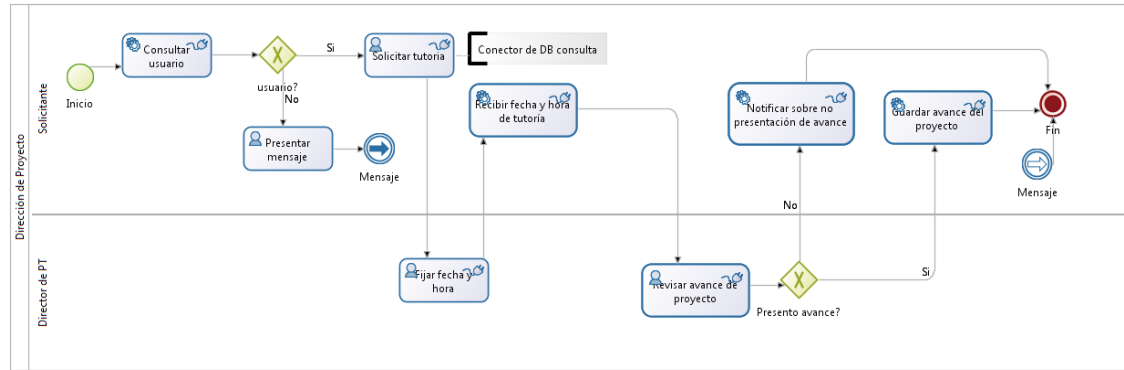 Dirección de Proyecto
Solicitante
Director de PT
Inicio
Consultar
usuario
usuario?
Si
No
Solicitar tutoria
Conector de DB consulta
Presentar
mensaje
Mensaje
Recibir fecha y hora
de tutoría
Fijar fecha y
hora
Revisar avance de
proyecto
Presento avance?
No
Si
Notificar sobre no
presentación de avance
Guardar avance del
proyecto
Fin
Mensaje